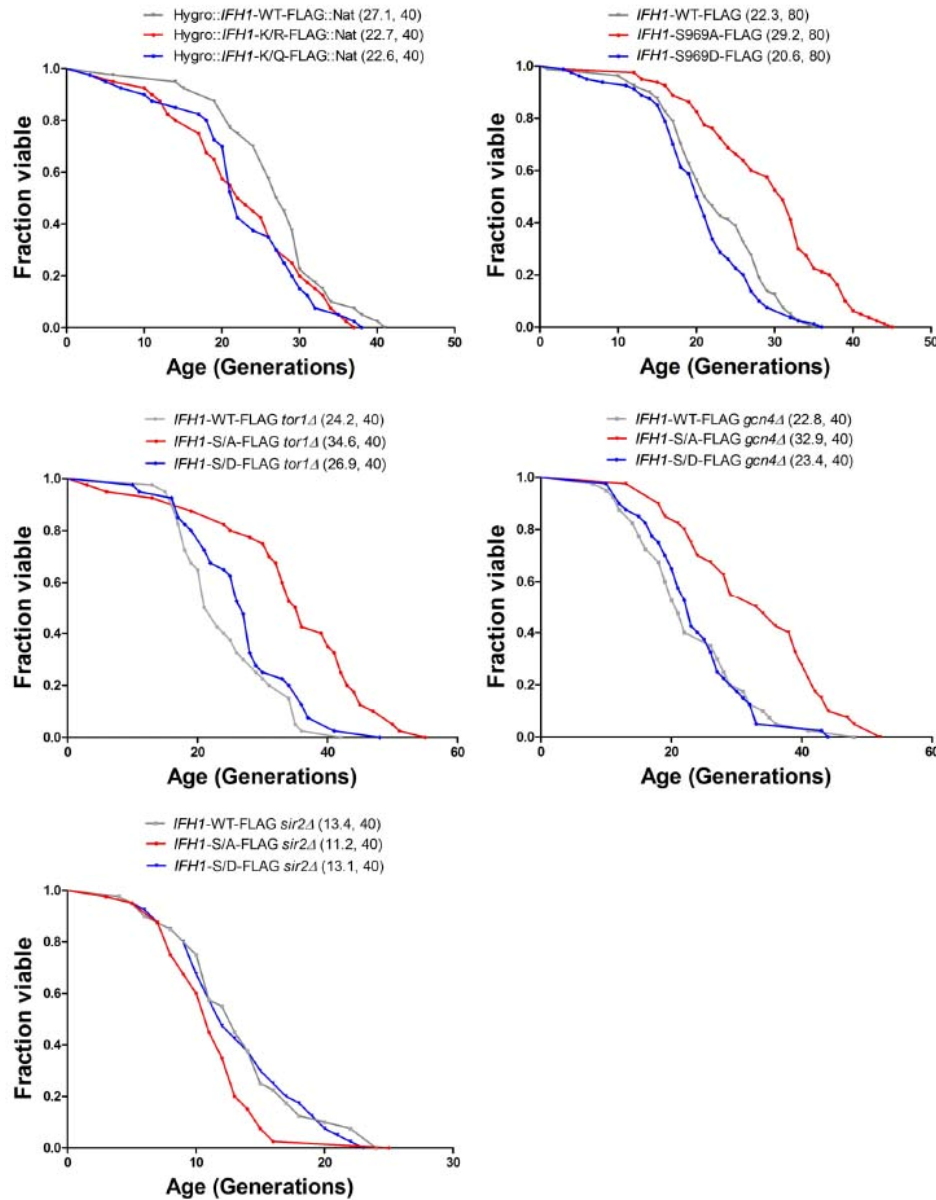 Hygro::IFH1-WT-FLAG::Nat (27.1, 40)
Hygro::IFH1-K/R-FLAG::Nat (22.7, 40)
Hygro::IFH1-K/Q-FLAG::Nat (22.6, 40)
Fraction viable
1.0
0.8
0.6
0.4
0.2
0.0
0 10 20 30 40 50
Age (Generations)
IFH1-WT-FLAG (22.3, 80)
IFH1-S969A-FLAG (29.2, 80)
IFH1-S969D-FLAG (20.6, 80)
Fraction viable
1.0
0.8
0.6
0.4
0.2
0.0
0 10 20 30 40 50
Age (Generations)
IFH1-WT-FLAG tor1Δ (24.2, 40)
IFH1-S/A-FLAG tor1Δ (34.6, 40)
IFH1-S/D-FLAG tor1Δ (26.9, 40)
Fraction viable
1.0
0.8
0.6
0.4
0.2
0.0
0 20 40 60
Age (Generations)
IFH1-WT-FLAG gcn4Δ (22.8, 40)
IFH1-S/A-FLAG gcn4Δ (32.9, 40)
IFH1-S/D-FLAG gcn4Δ (23.4, 40)
Fraction viable
1.0
0.8
0.6
0.4
0.2
0.0
0 20 40 60
Age (Generations)
IFH1-WT-FLAG sir2Δ (13.4, 40)
IFH1-S/A-FLAG sir2Δ (11.2, 40)
IFH1-S/D-FLAG sir2Δ (13.1, 40)
Fraction viable
1.0
0.8
0.6
0.4
0.2
0.0
0 10 20 30
Age (Generations)